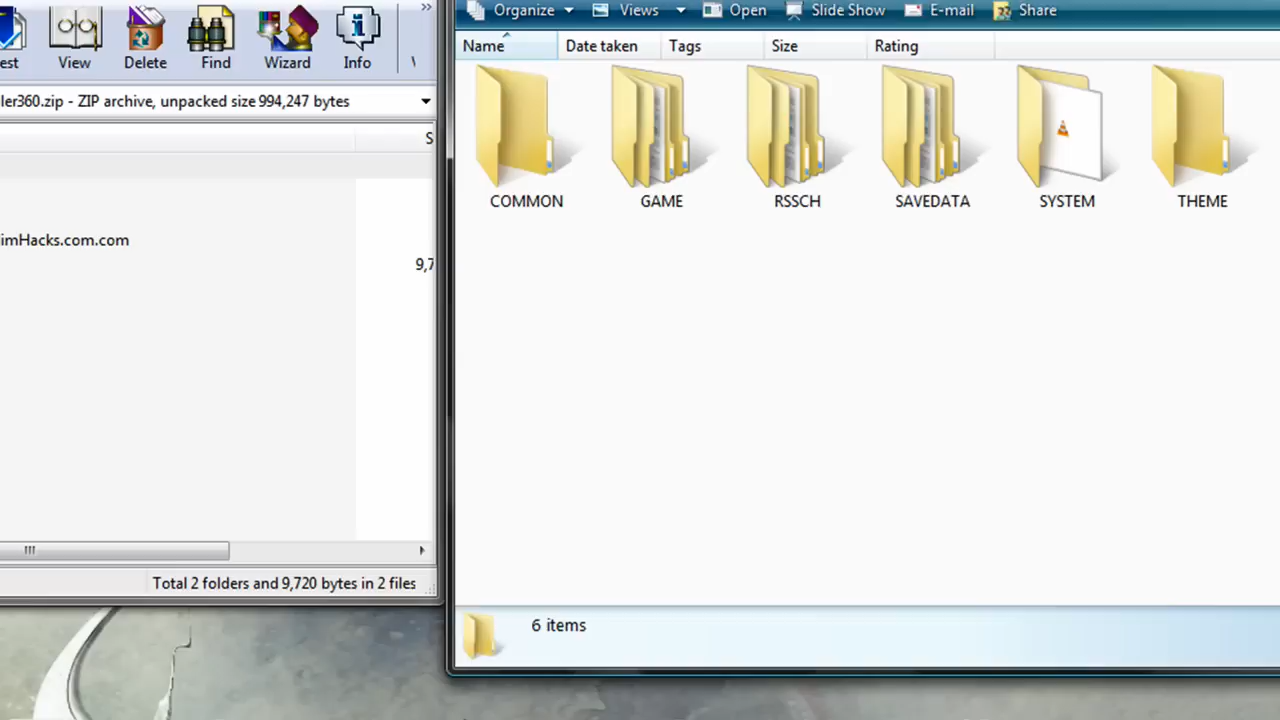 Organize Views Open Slide Show E-mail Share
est View Delete Find Wizard Info
Name Date taken Tags Size Rating
ler360.zip - ZIP archive, unpacked size 994,247 bytes
S
COMMON GAME RSSCH SAVEDATA SYSTEM THEME
imHacks.com.com
9,7
Total 2 folders and 9,720 bytes in 2 files
6 items